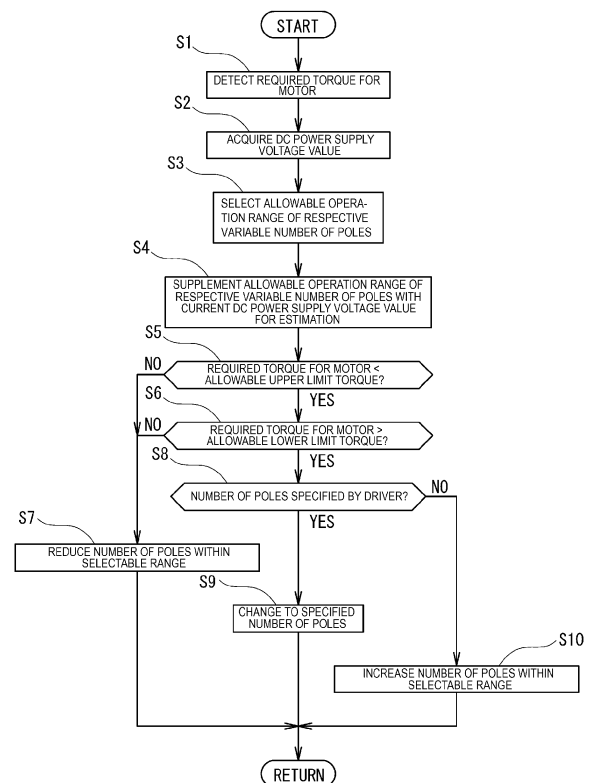 START
S1
DETECT REQUIRED TORQUE FOR
MOTOR
S2
ACQUIRE DC POWER SUPPLY
VOLTAGE VALUE
S3
SELECT ALLOWABLE OPERA-
TION RANGE OF RESPECTIVE
VARIABLE NUMBER OF POLES
S4
SUPPLEMENT ALLOWABLE OPERATION RANGE OF
RESPECTIVE VARIABLE NUMBER OF POLES WITH
CURRENT DC POWER SUPPLY VOLTAGE VALUE
FOR ESTIMATION
S5
NO
REQUIRED TORQUE FOR MOTOR <
ALLOWABLE UPPER LIMIT TORQUE?
YES
S6
NO
REQUIRED TORQUE FOR MOTOR >
ALLOWABLE LOWER LIMIT TORQUE?
YES
S8
NUMBER OF POLES SPECIFIED BY DRIVER?
NO
YES
S7
REDUCE NUMBER OF POLES WITHIN
SELECTABLE RANGE
S9
CHANGE TO SPECIFIED
NUMBER OF POLES
S10
INCREASE NUMBER OF POLES WITHIN
SELECTABLE RANGE
RETURN